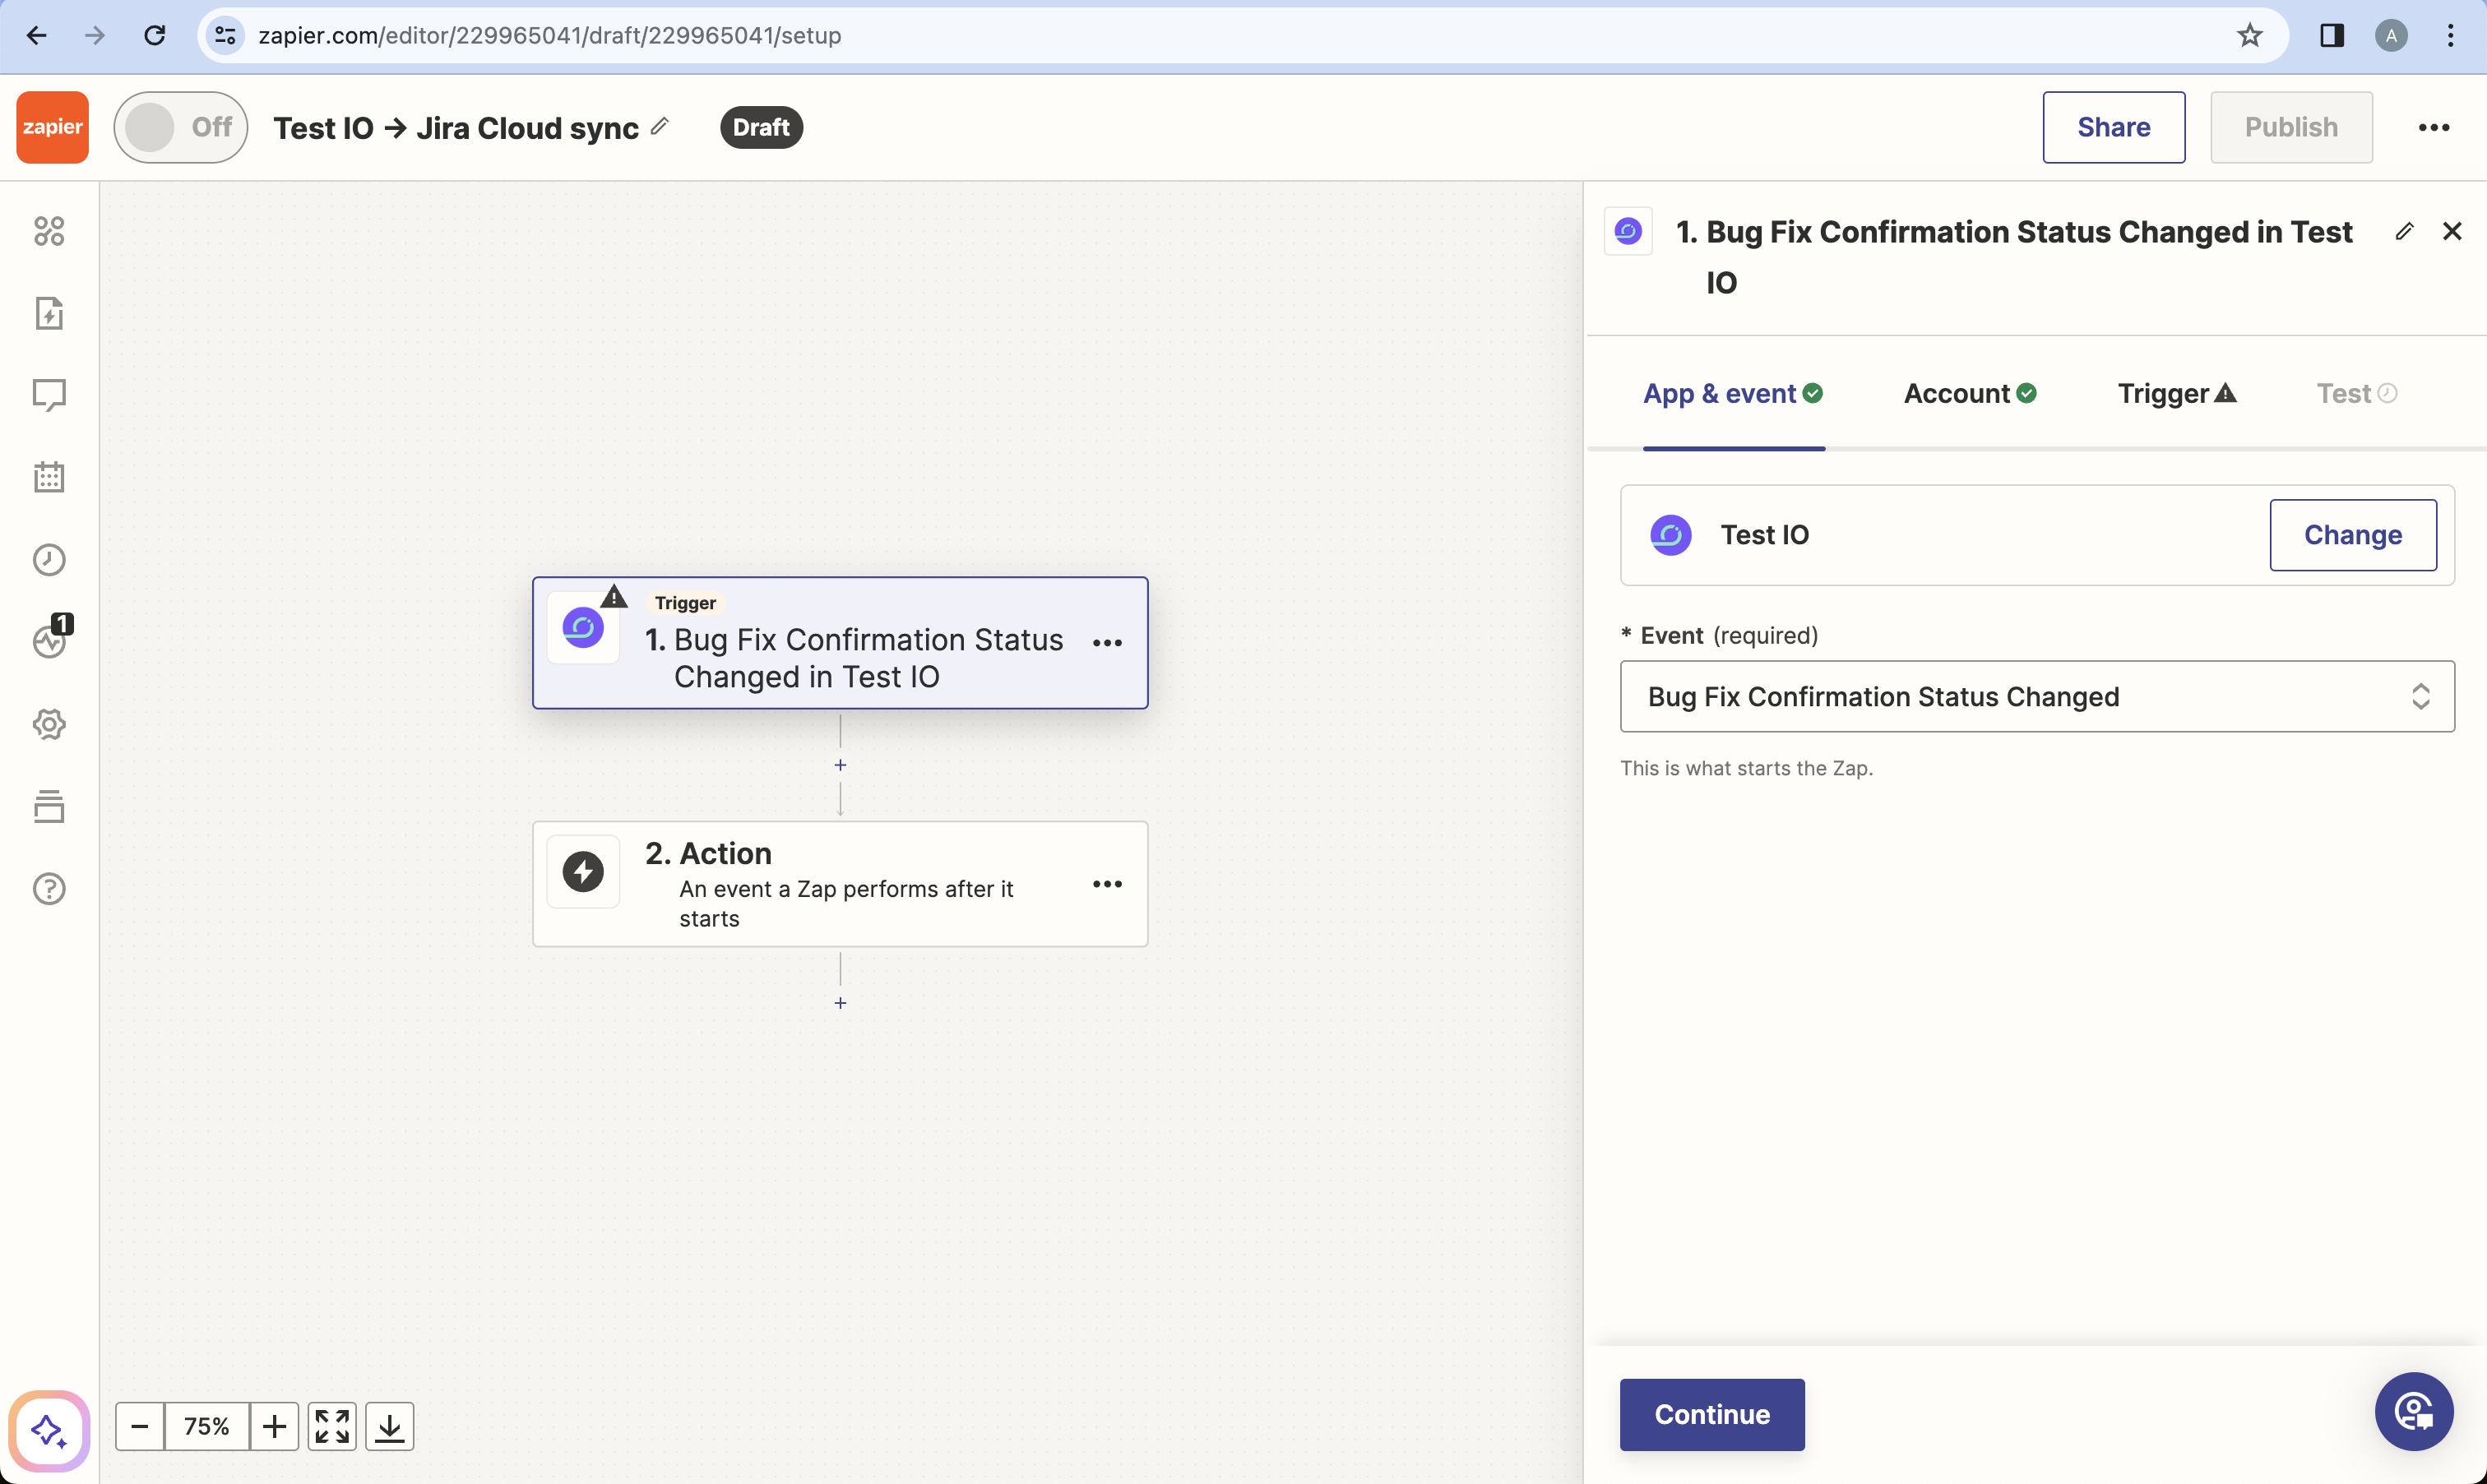 zapier.com/editor/229965041/draft/229965041/setup
A
zapier
Off
Test IO → Jira Cloud sync
Draft
Share
Publish
1. Bug Fix Confirmation Status Changed in Test
IO
App & event
Account
Trigger
Test
Test IO
Change
* Event (required)
Bug Fix Confirmation Status Changed
This is what starts the Zap.
Trigger
1. Bug Fix Confirmation Status
Changed in Test IO
2. Action
An event a Zap performs after it
starts
1
75%
Continue